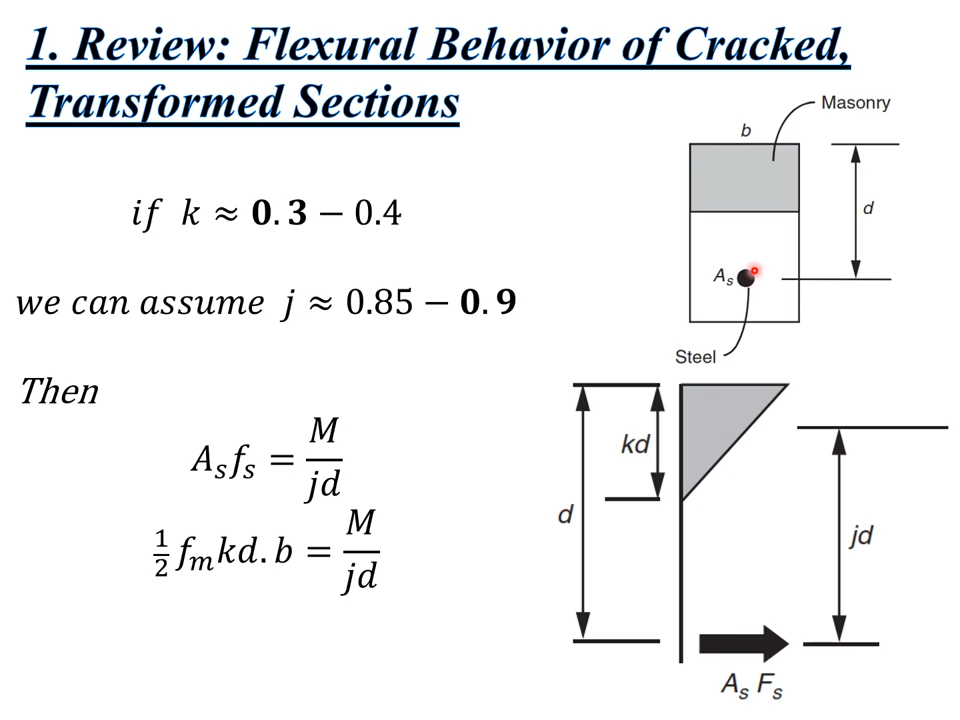 1. Review: Flexural Behavior of Cracked,
Transformed Sections
Masonry
b
d
A_s
Steel
if k ≈ 0.3 − 0.4
we can assume j ≈ 0.85 − 0.9
Then
A_s f_s = M/jd
½ f_m kd. b = M/jd
kd
d
jd
A_s F_s